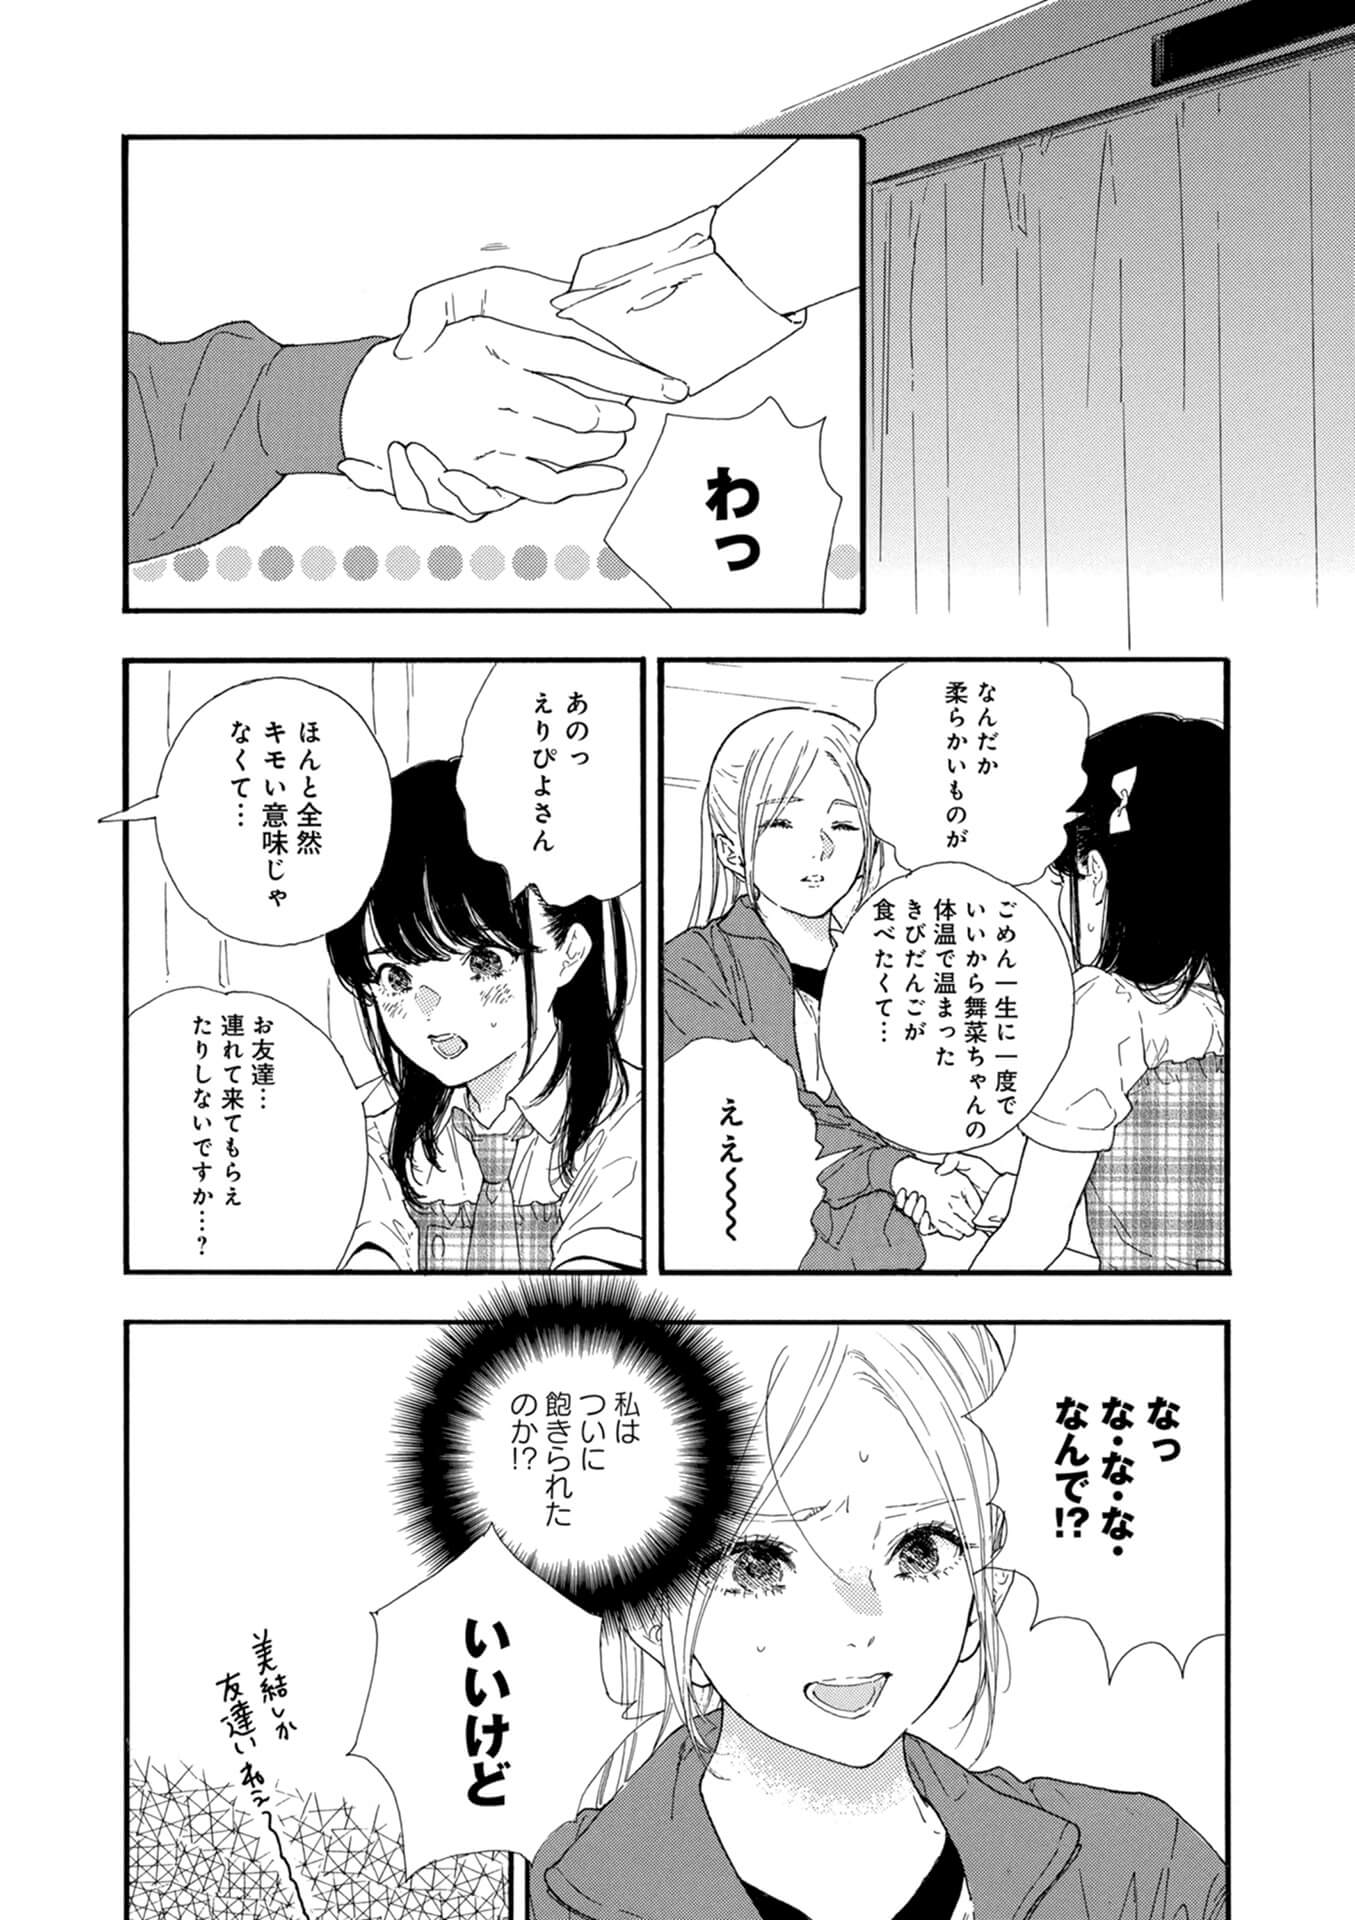 わっ
なんだか
柔らかいものが
ごめん一生に一度で
いいから舞菜ちゃんの
体温で温まった
きびだんごが
食べたくて…
ええ〜〜〜
あのっ
えりぴよさん
ほんと全然
キモい意味じゃ
なくて…
お友達…
連れて来てもらえ
たりしないですか…?
なっ
な・な・な・
なんで!?
私は
ついに
飽きられた
のか!?
いいけど
美結しか
友達いねぇ〜